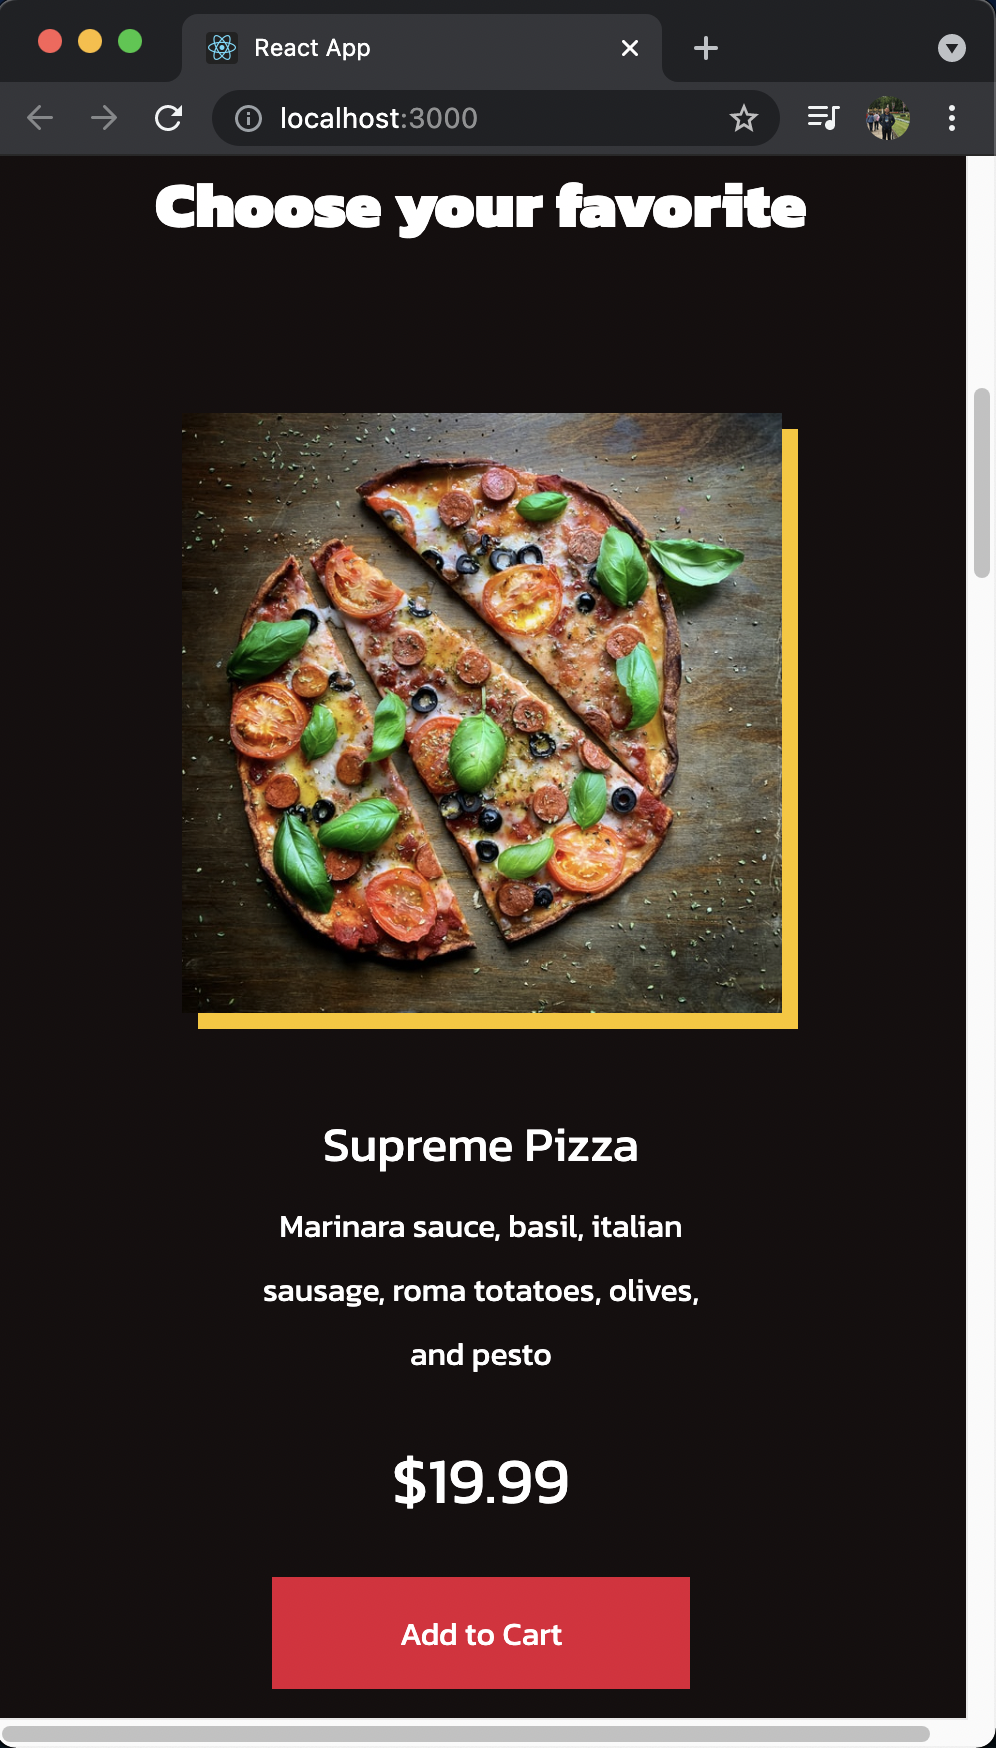 React App
localhost:3000
Choose your favorite
Supreme Pizza
Marinara sauce, basil, italian
sausage, roma totatoes, olives,
and pesto
$19.99
Add to Cart